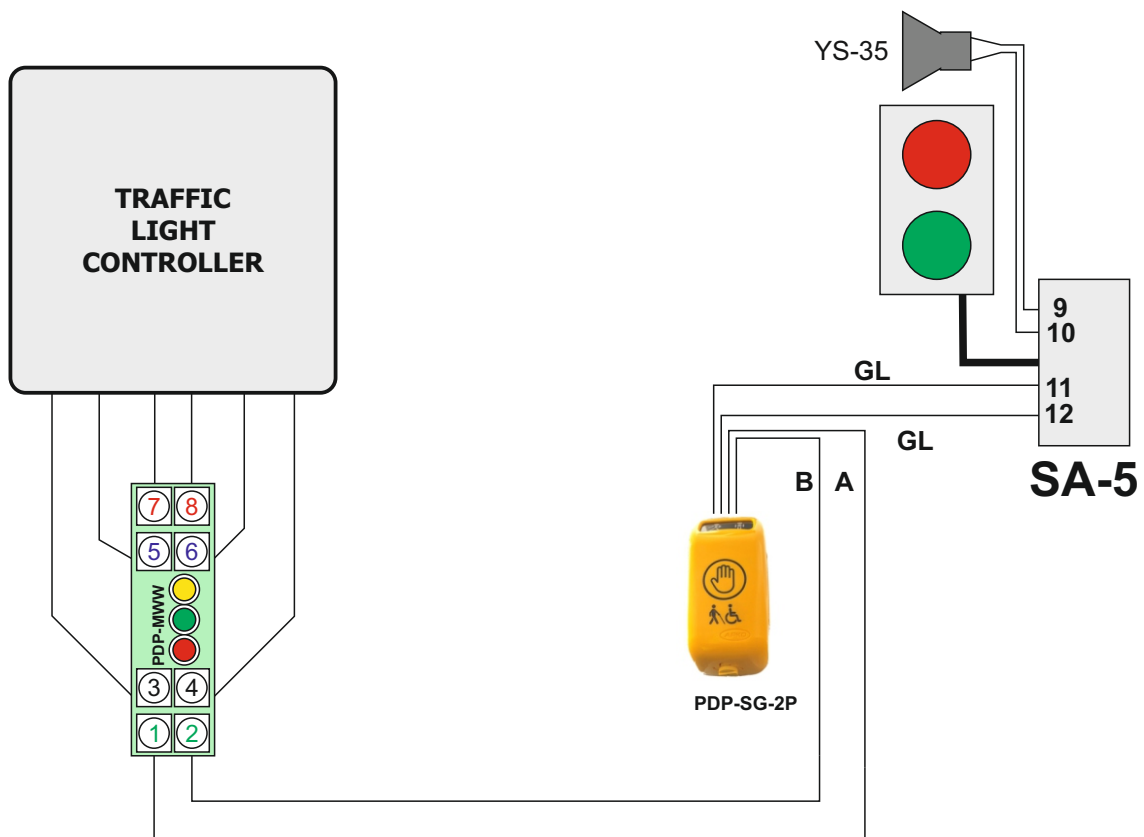 YS-35
TRAFFIC
LIGHT
CONTROLLER
9
10
GL
11
12
GL
SA-5
B A
7 8
5 6
PDP-MWW
3 4
1 2
PDP-SG-2P